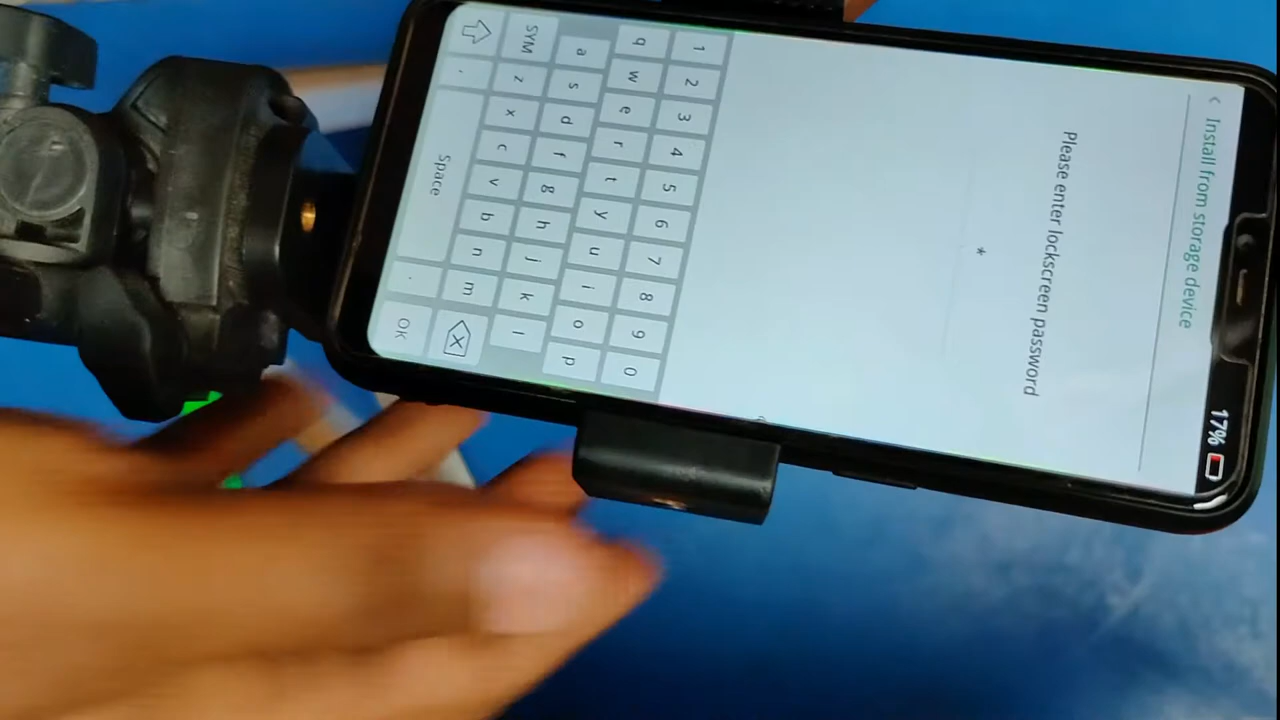 17%
< Install from storage device
Please enter lockscreen password
*
1 2 3 4 5 6 7 8 9 0
q w e r t y u i o p
a s d f g h j k l
SYM z x c v b n m
, Space . OK